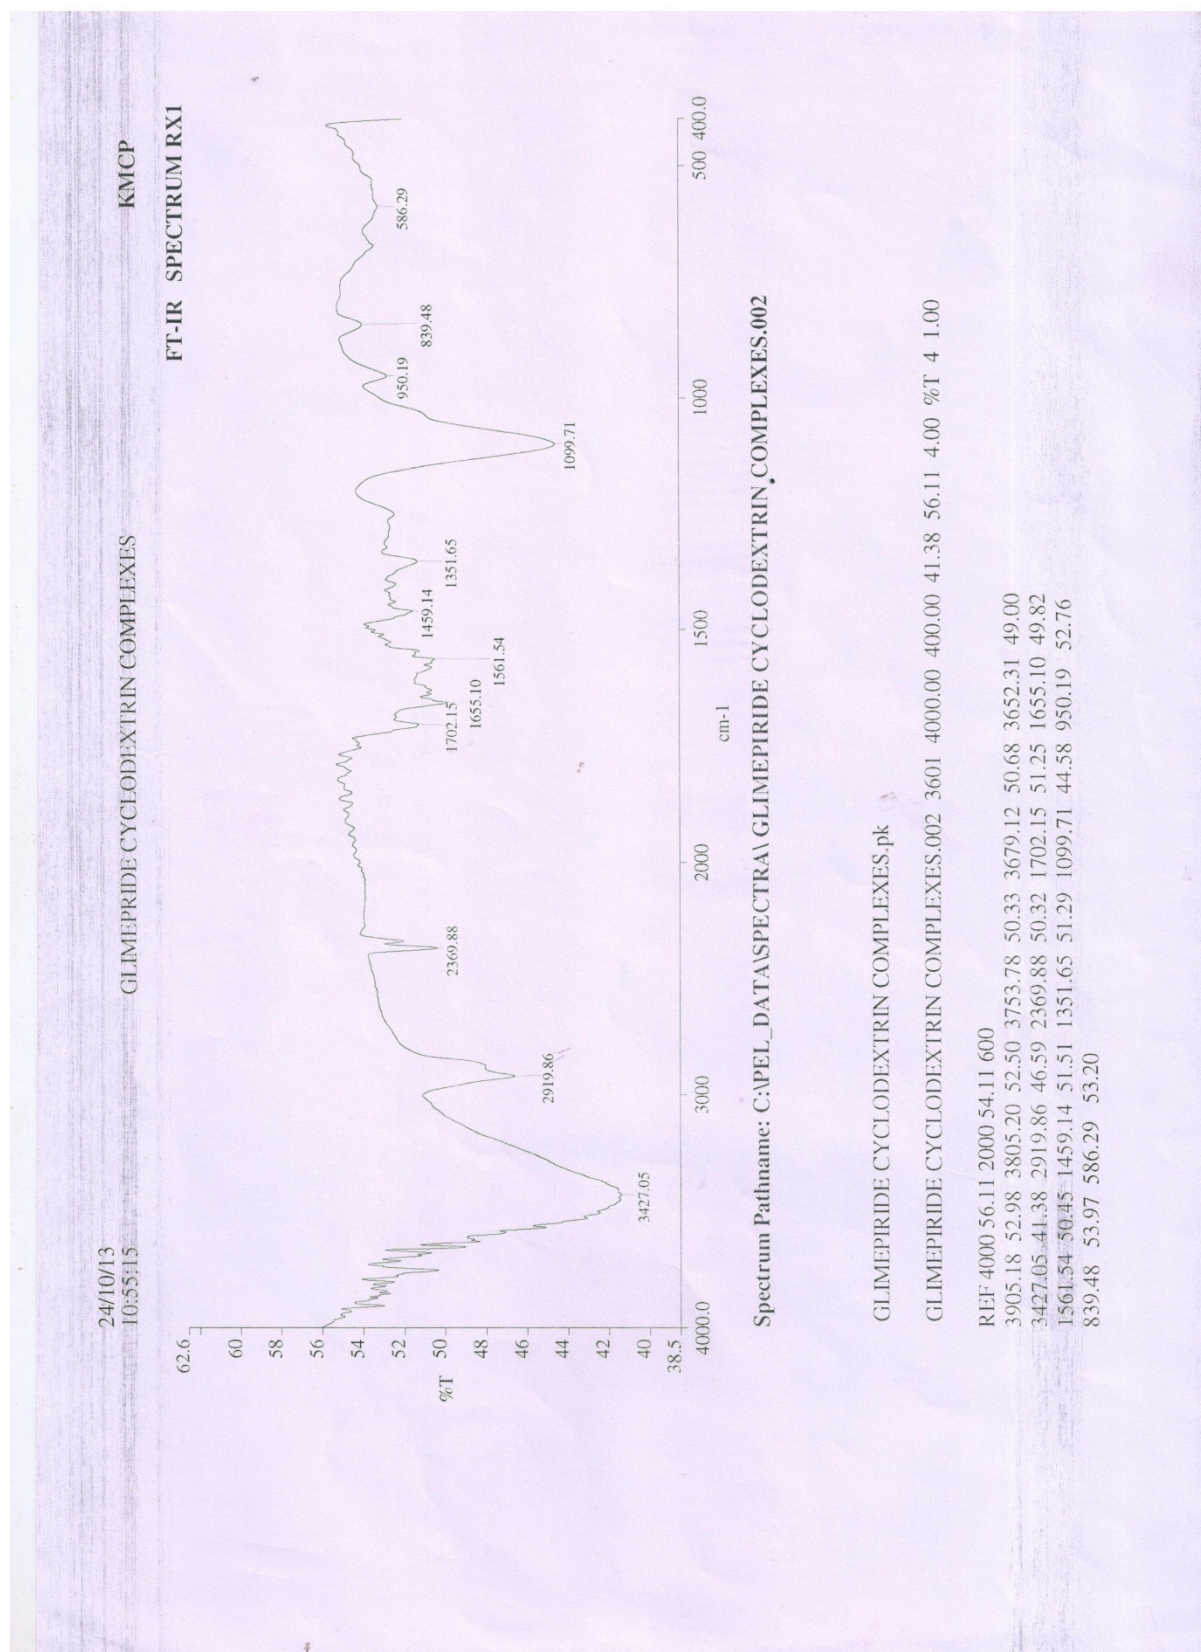 24/10/13
10:55:15
GLIMEPRIDE CYCLODEXTRIN COMPLEXES
KMCP
FT-IR SPECTRUM RX1
62.6
60
58
56
54
52
50
48
46
44
42
40
38.5
%T
4000.0
3000
2000
1500
1000
500
400.0
cm-1
3427.05
2919.86
2369.88
1702.15
1655.10
1561.54
1459.14
1351.65
1099.71
950.19
839.48
586.29
Spectrum Pathname: C:\PEL_DATA\SPECTRA\ GLIMEPIRIDE CYCLODEXTRIN COMPLEXES.002
GLIMEPIRIDE CYCLODEXTRIN COMPLEXES.pk
GLIMEPIRIDE CYCLODEXTRIN COMPLEXES.002 3601 4000.00 400.00 41.38 56.11 4.00 %T 4 1.00
REF 4000 56.11 2000 54.11 600
3905.18 52.98 3805.20 52.50 3753.78 50.33 3679.12 50.68 3652.31 49.00
3427.05 41.38 2919.86 46.59 2369.88 50.32 1702.15 51.25 1655.10 49.82
1561.54 50.45 1459.14 51.51 1351.65 51.29 1099.71 44.58 950.19 52.76
839.48 53.97 586.29 53.20